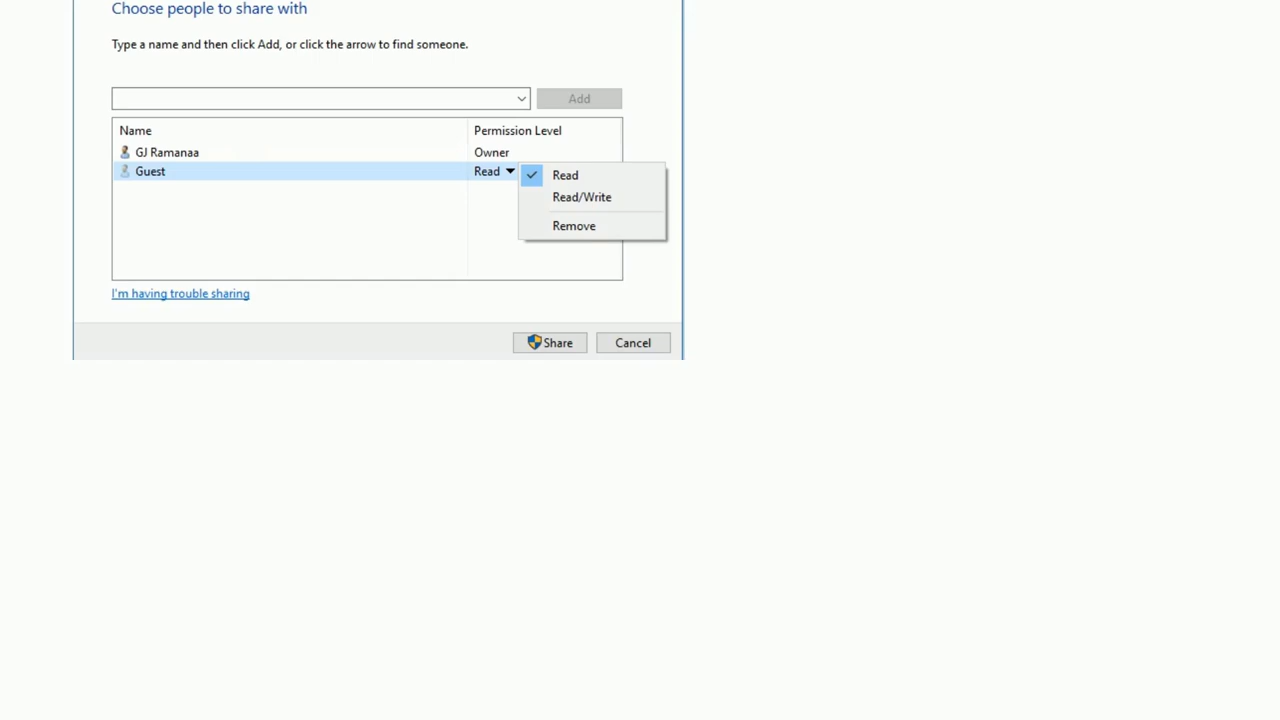 Choose people to share with
Type a name and then click Add, or click the arrow to find someone.
Add
Name Permission Level
GJ Ramanaa Owner
Guest Read
Read
Read/Write
Remove
I'm having trouble sharing
Share Cancel